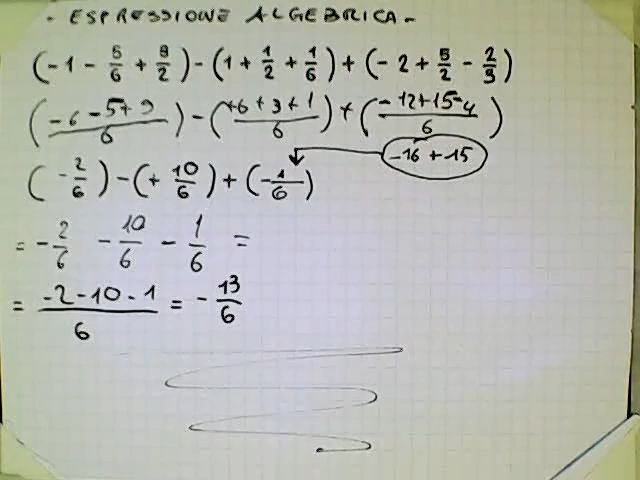 - ESPRESSIONE ALGEBRICA -
(-1 - 5/6 + 9/2) - (1 + 1/2 + 1/6) + (-2 + 5/2 - 2/3)
(-6-5+9/6) - (+6+3+1/6) + (-12+15-4/6)
(-2/6) - (+10/6) + (-1/6) -16+15
= -2/6 - 10/6 - 1/6 =
= -2-10-1/6 = -13/6